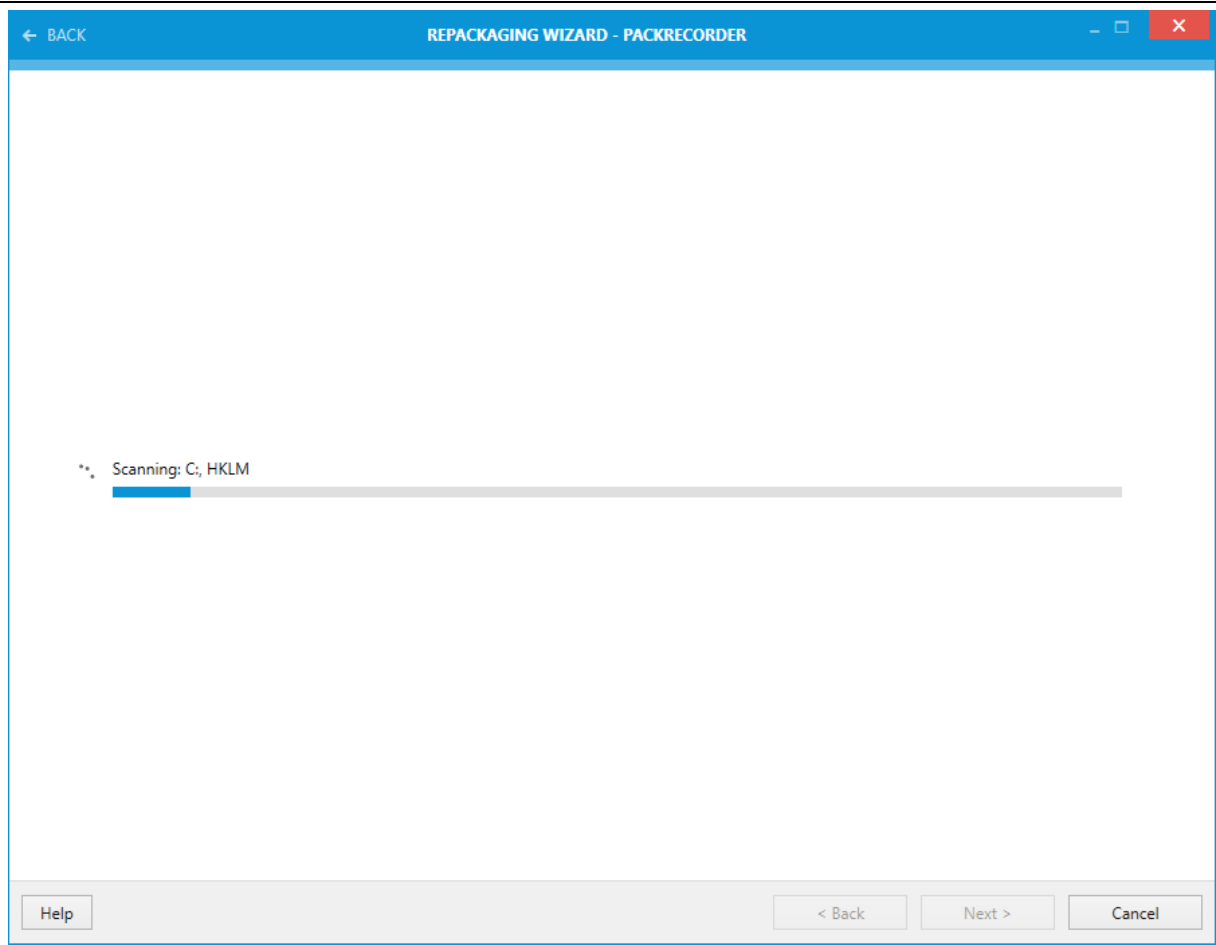 ← BACK
REPACKAGING WIZARD - PACKRECORDER
Scanning: C:, HKLM
Help
< Back
Next >
Cancel